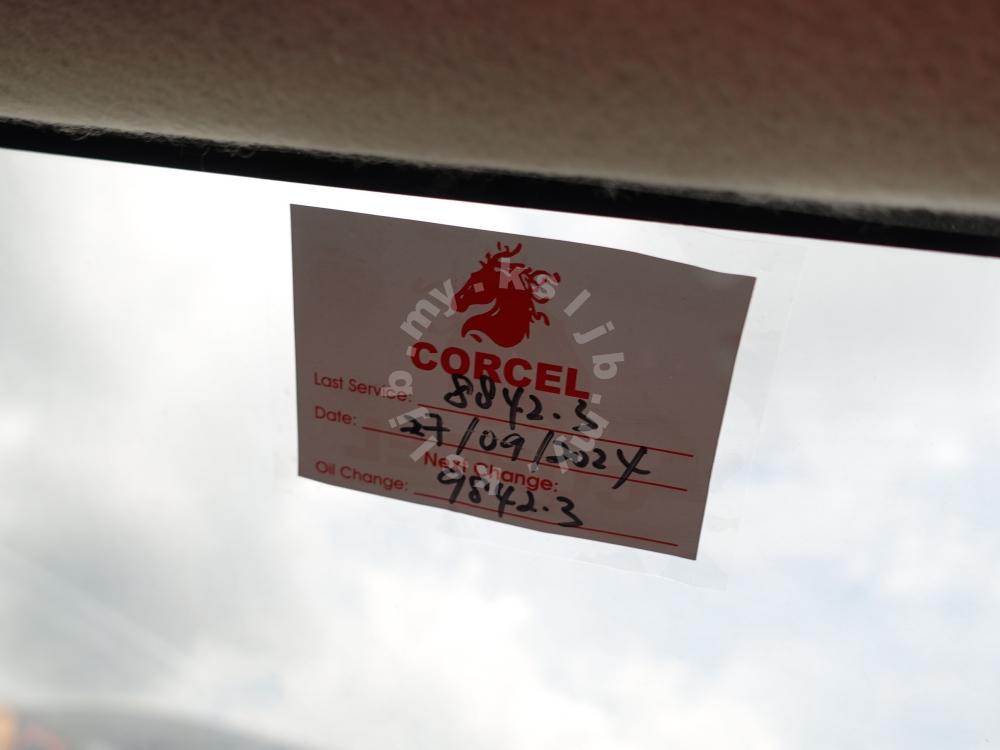 CORCEL
Last Service: 8842.3
Date: 27/09/2024
Next Change:
Oil Change: 9842.3